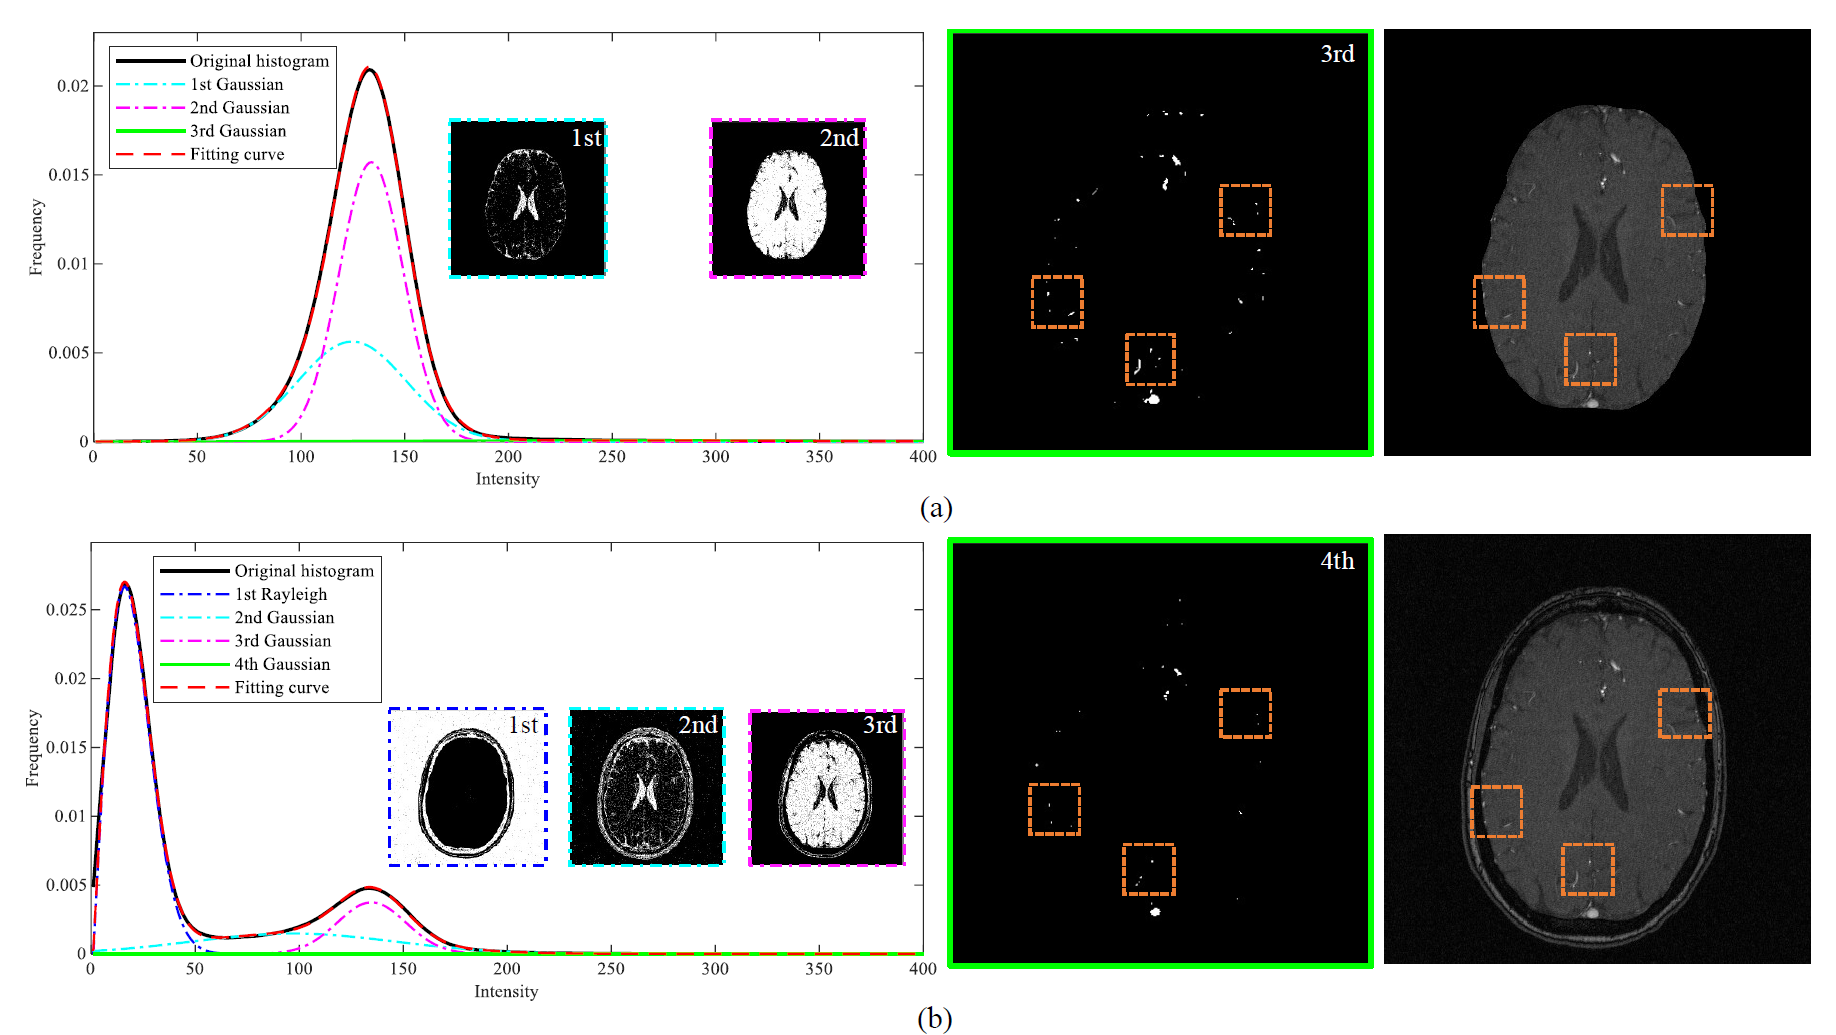 Original histogram
1st Gaussian
2nd Gaussian
3rd Gaussian
Fitting curve
1st
2nd
3rd
Frequency
0.02
0.015
0.01
0.005
0
0 50 100 150 200 250 300 350 400
Intensity
(a)
Original histogram
1st Rayleigh
2nd Gaussian
3rd Gaussian
4th Gaussian
Fitting curve
1st
2nd
3rd
4th
Frequency
0.025
0.02
0.015
0.01
0.005
0
0 50 100 150 200 250 300 350 400
Intensity
(b)